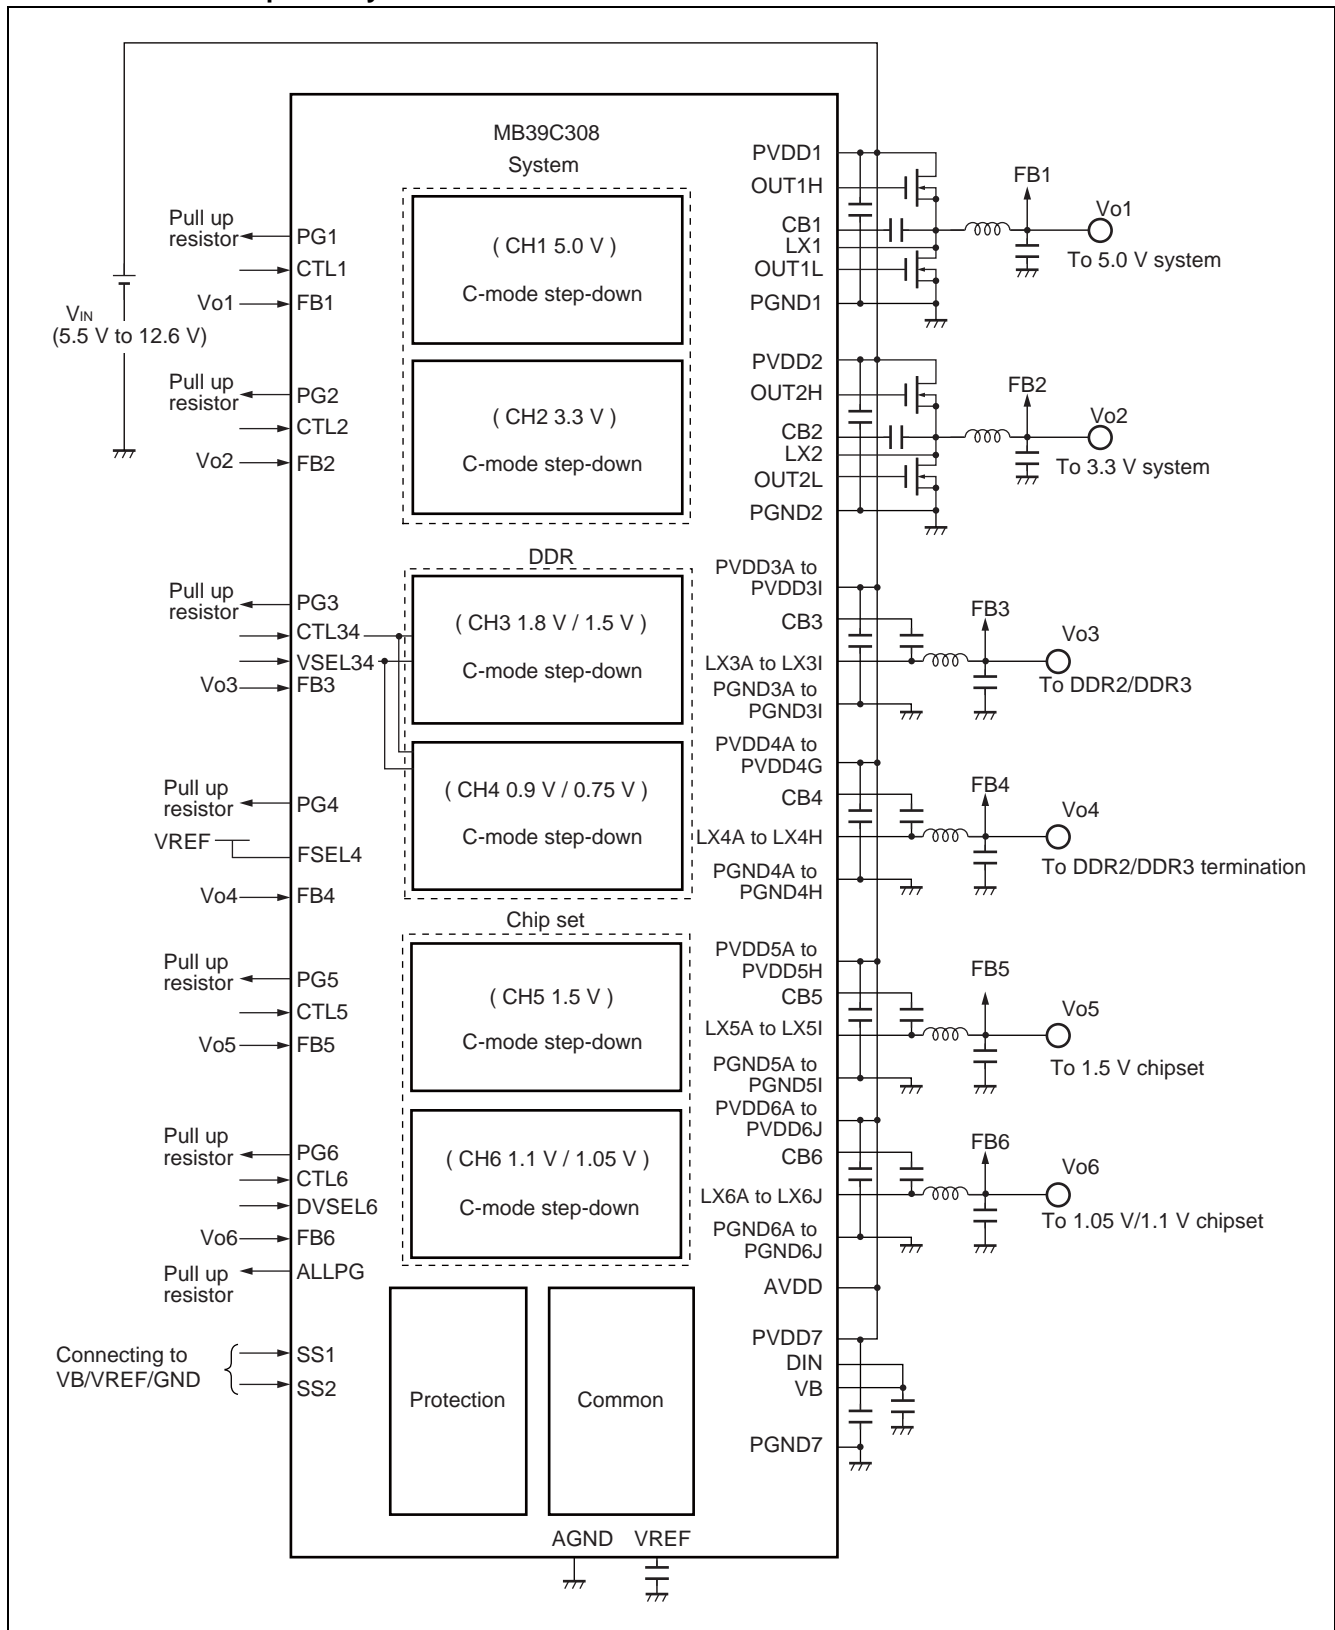 MB39C308
System
( CH1 5.0 V )
C-mode step-down
( CH2 3.3 V )
C-mode step-down
DDR
( CH3 1.8 V / 1.5 V )
C-mode step-down
( CH4 0.9 V / 0.75 V )
C-mode step-down
Chip set
( CH5 1.5 V )
C-mode step-down
( CH6 1.1 V / 1.05 V )
C-mode step-down
Protection
Common
AGND
VREF
VIN
(5.5 V to 12.6 V)
Pull up
resistor
PG1
CTL1
Vo1
FB1
Pull up
resistor
PG2
CTL2
Vo2
FB2
Pull up
resistor
PG3
CTL34
VSEL34
Vo3
FB3
Pull up
resistor
PG4
VREF
FSEL4
Vo4
FB4
Pull up
resistor
PG5
CTL5
Vo5
FB5
Pull up
resistor
PG6
CTL6
DVSEL6
Vo6
FB6
Pull up
resistor
ALLPG
Connecting to
VB/VREF/GND
SS1
SS2
PVDD1
OUT1H
CB1
LX1
OUT1L
PGND1
FB1
Vo1
To 5.0 V system
PVDD2
OUT2H
CB2
LX2
OUT2L
PGND2
FB2
Vo2
To 3.3 V system
PVDD3A to
PVDD3I
CB3
LX3A to LX3I
PGND3A to
PGND3I
FB3
Vo3
To DDR2/DDR3
PVDD4A to
PVDD4G
CB4
LX4A to LX4H
PGND4A to
PGND4H
FB4
Vo4
To DDR2/DDR3 termination
PVDD5A to
PVDD5H
CB5
LX5A to LX5I
PGND5A to
PGND5I
FB5
Vo5
To 1.5 V chipset
PVDD6A to
PVDD6J
CB6
LX6A to LX6J
PGND6A to
PGND6J
FB6
Vo6
To 1.05 V/1.1 V chipset
AVDD
PVDD7
DIN
VB
PGND7